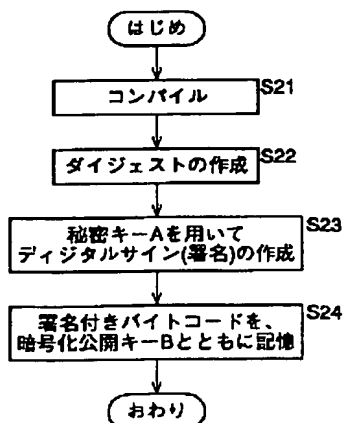 はじめ
コンパイル
S21
ダイジェストの作成
S22
秘密キーAを用いて
ディジタルサイン(署名)の作成
S23
署名付きバイトコードを、
暗号化公開キーBとともに記憶
S24
おわり